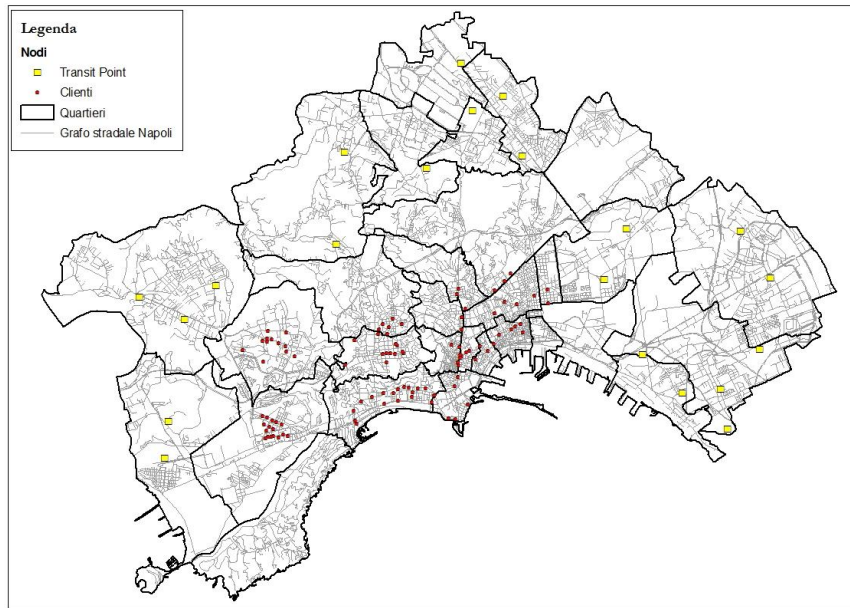 Legenda
Nodi
Transit Point
Clienti
Quartieri
Grafo stradale Napoli